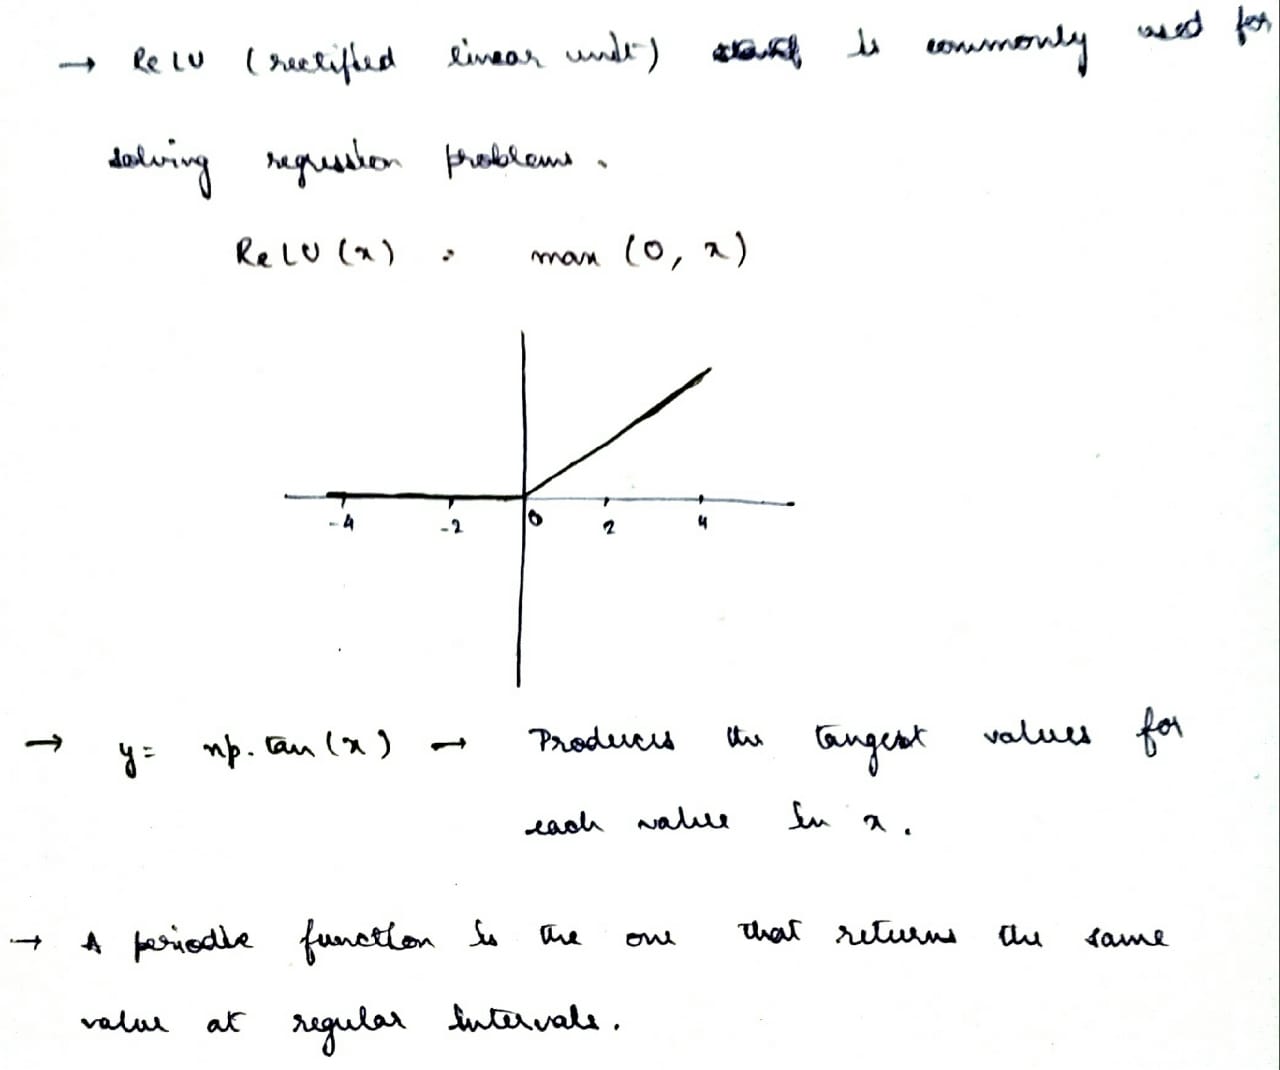 → ReLU (rectified linear unit) is commonly used for
solving regression problems.
ReLU(x) = max (0, x)
-4 -2 0 2 4
→ y = np.tan(x) → Produces the tangent values for
each value in x.
→ A periodic function is the one that returns the same
value at regular intervals.